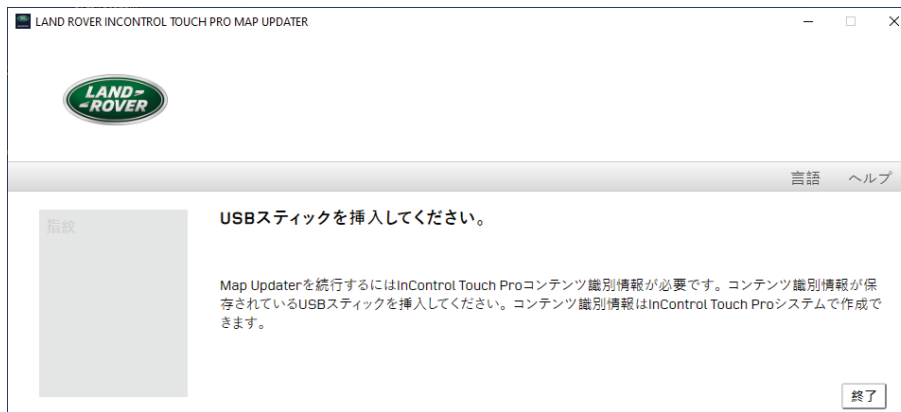 LAND ROVER INCONTROL TOUCH PRO MAP UPDATER
LAND-
-ROVER
言語 ヘルプ
指紋
USBスティックを挿入してください。
Map Updaterを続行するにはInControl Touch Proコンテンツ識別情報が必要です。コンテンツ識別情報が保
存されているUSBスティックを挿入してください。コンテンツ識別情報はInControl Touch Proシステムで作成で
きます。
終了